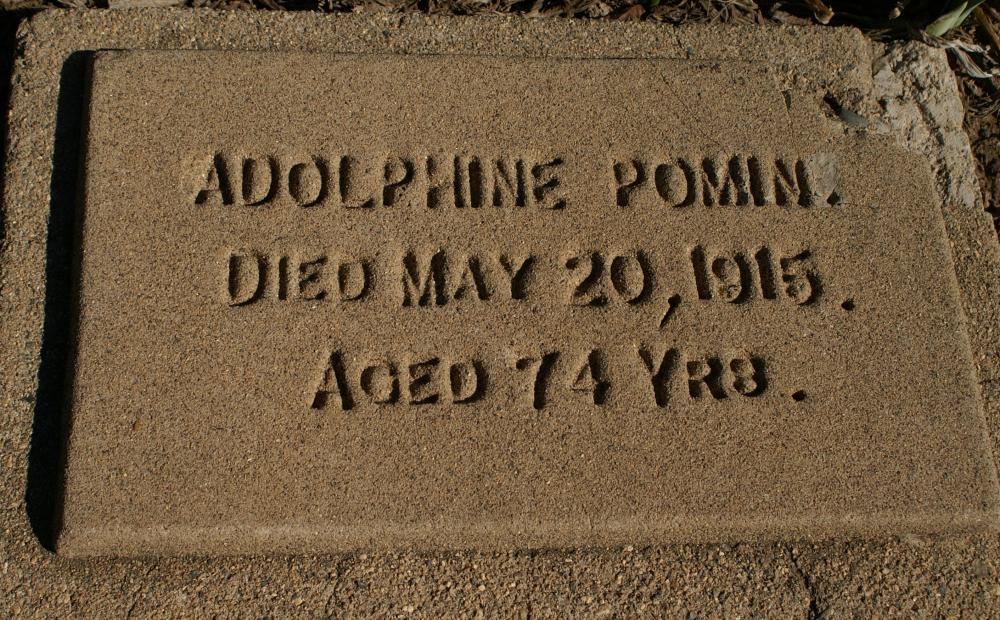 ADOLPHINE POMIN.
DIED MAY 20, 1915.
AGED 74 YRS.